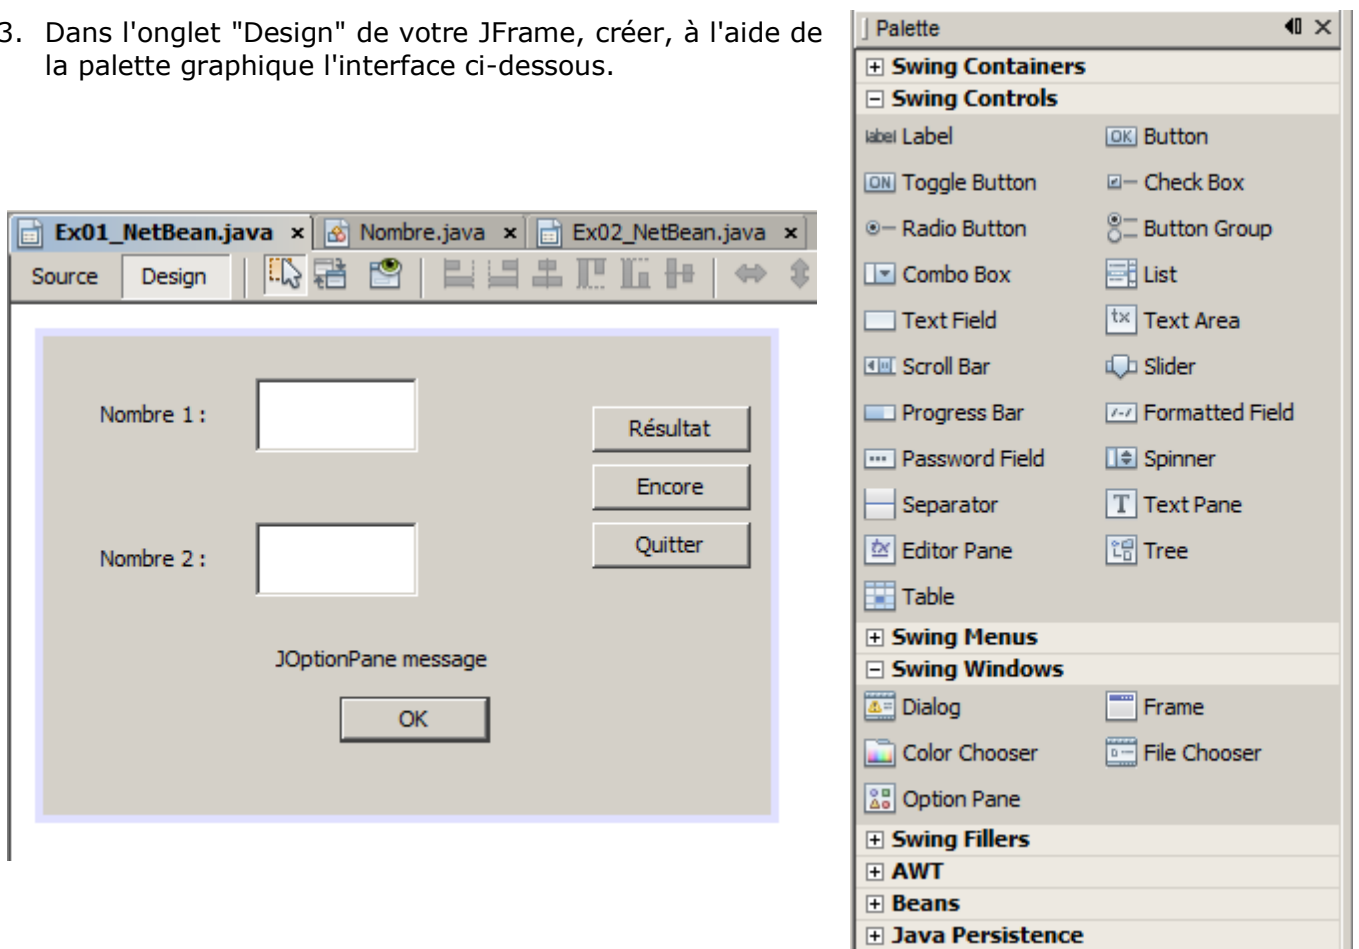 3. Dans l'onglet "Design" de votre JFrame, créer, à l'aide de
la palette graphique l'interface ci-dessous.
Ex01_NetBean.java × Nombre.java × Ex02_NetBean.java ×
Source Design
Nombre 1 :
Résultat
Encore
Nombre 2 :
Quitter
JOptionPane message
OK
Palette
Swing Containers
Swing Controls
label Label
OK Button
ON Toggle Button
Check Box
Radio Button
Button Group
Combo Box
List
Text Field
tx Text Area
Scroll Bar
Slider
Progress Bar
Formatted Field
Password Field
Spinner
Separator
T Text Pane
tx Editor Pane
Tree
Table
Swing Menus
Swing Windows
Dialog
Frame
Color Chooser
File Chooser
Option Pane
Swing Fillers
AWT
Beans
Java Persistence